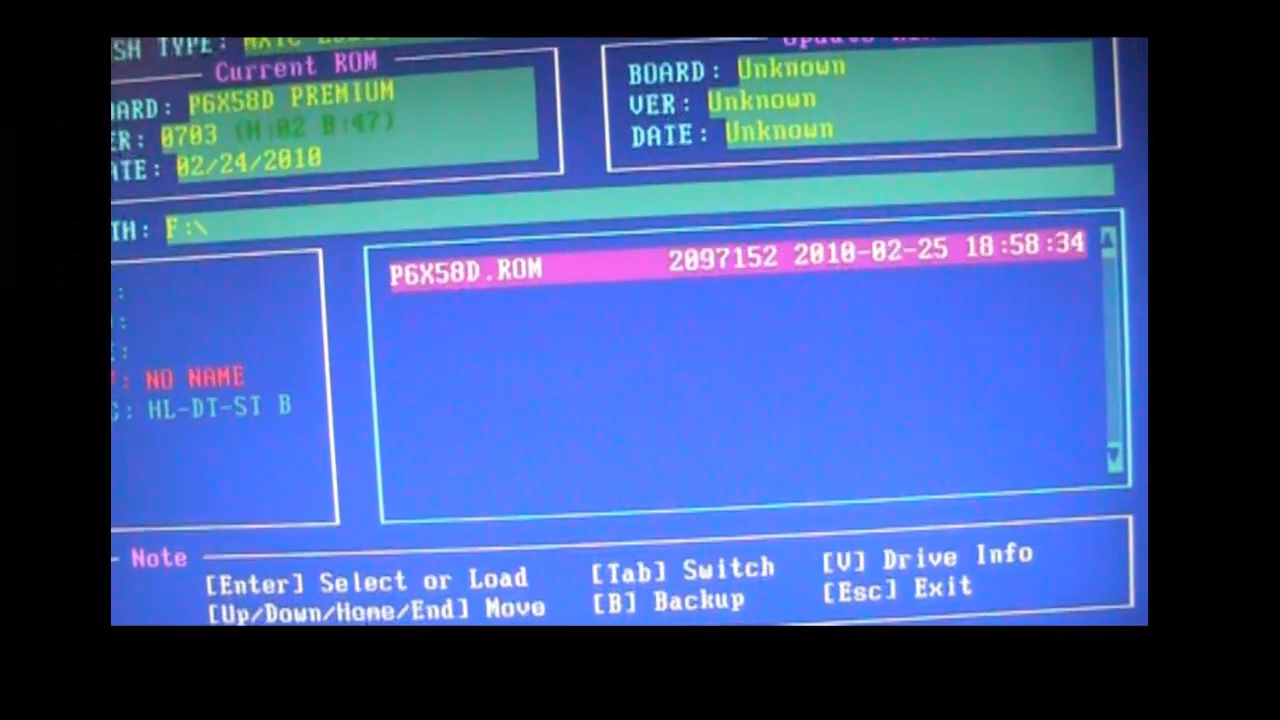 SH TYPE:
Current ROM
BOARD: Unknown
ARD: P6X58D PREMIUM
VER: Unknown
ER: 0703 (H:02 B:47)
DATE: Unknown
ATE: 02/24/2010
TH: F:\
P6X58D.ROM 2097152 2010-02-25 18:58:34
: NO NAME
G: HL-DT-ST B
Note
[Enter] Select or Load [Tab] Switch [V] Drive Info
[Up/Down/Home/End] Move [B] Backup [Esc] Exit